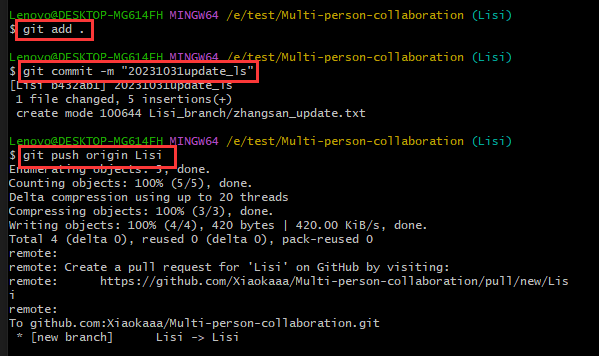 Lenovo@DESKTOP-MG614FH MINGW64 /e/test/Multi-person-collaboration (Lisi)
$ git add .
Lenovo@DESKTOP-MG614FH MINGW64 /e/test/Multi-person-collaboration (Lisi)
$ git commit -m "20231031update_ls"
[Lisi b432ab1] 20231031update_ls
1 file changed, 5 insertions(+)
create mode 100644 Lisi_branch/zhangsan_update.txt
Lenovo@DESKTOP-MG614FH MINGW64 /e/test/Multi-person-collaboration (Lisi)
$ git push origin Lisi
Enumerating objects: 5, done.
Counting objects: 100% (5/5), done.
Delta compression using up to 20 threads
Compressing objects: 100% (3/3), done.
Writing objects: 100% (4/4), 420 bytes | 420.00 KiB/s, done.
Total 4 (delta 0), reused 0 (delta 0), pack-reused 0
remote:
remote: Create a pull request for 'Lisi' on GitHub by visiting:
remote:      https://github.com/Xiaokaaa/Multi-person-collaboration/pull/new/Lis
i
remote:
To github.com:Xiaokaaa/Multi-person-collaboration.git
* [new branch]      Lisi -> Lisi